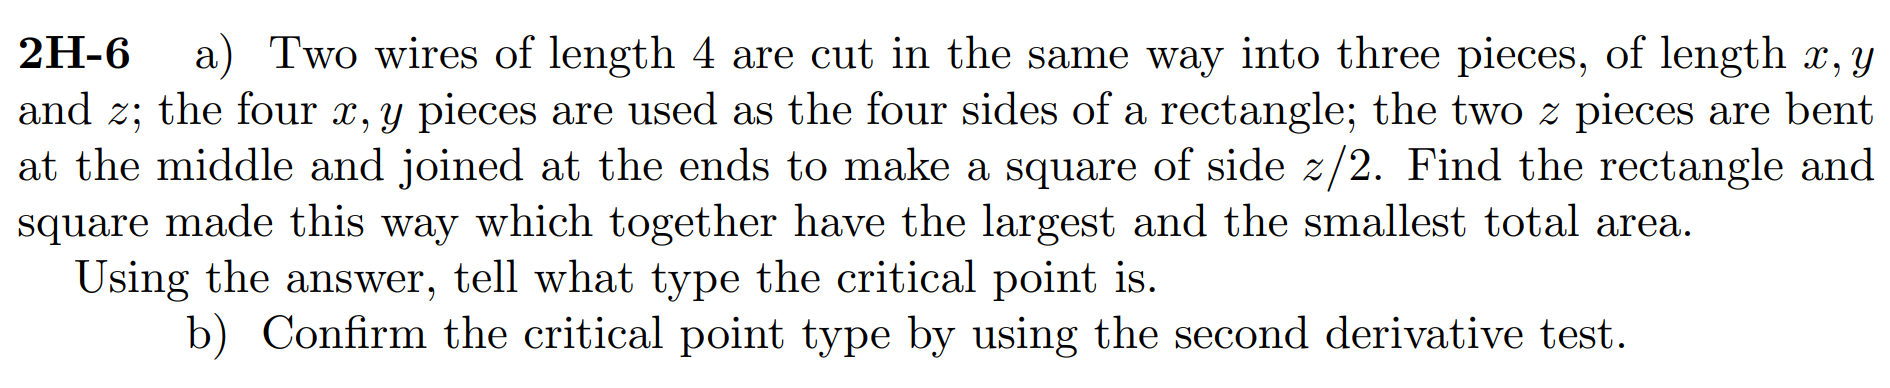 2H-6 a) Two wires of length 4 are cut in the same way into three pieces, of length x, y
and z; the four x, y pieces are used as the four sides of a rectangle; the two z pieces are bent
at the middle and joined at the ends to make a square of side z/2. Find the rectangle and
square made this way which together have the largest and the smallest total area.
Using the answer, tell what type the critical point is.
b) Confirm the critical point type by using the second derivative test.